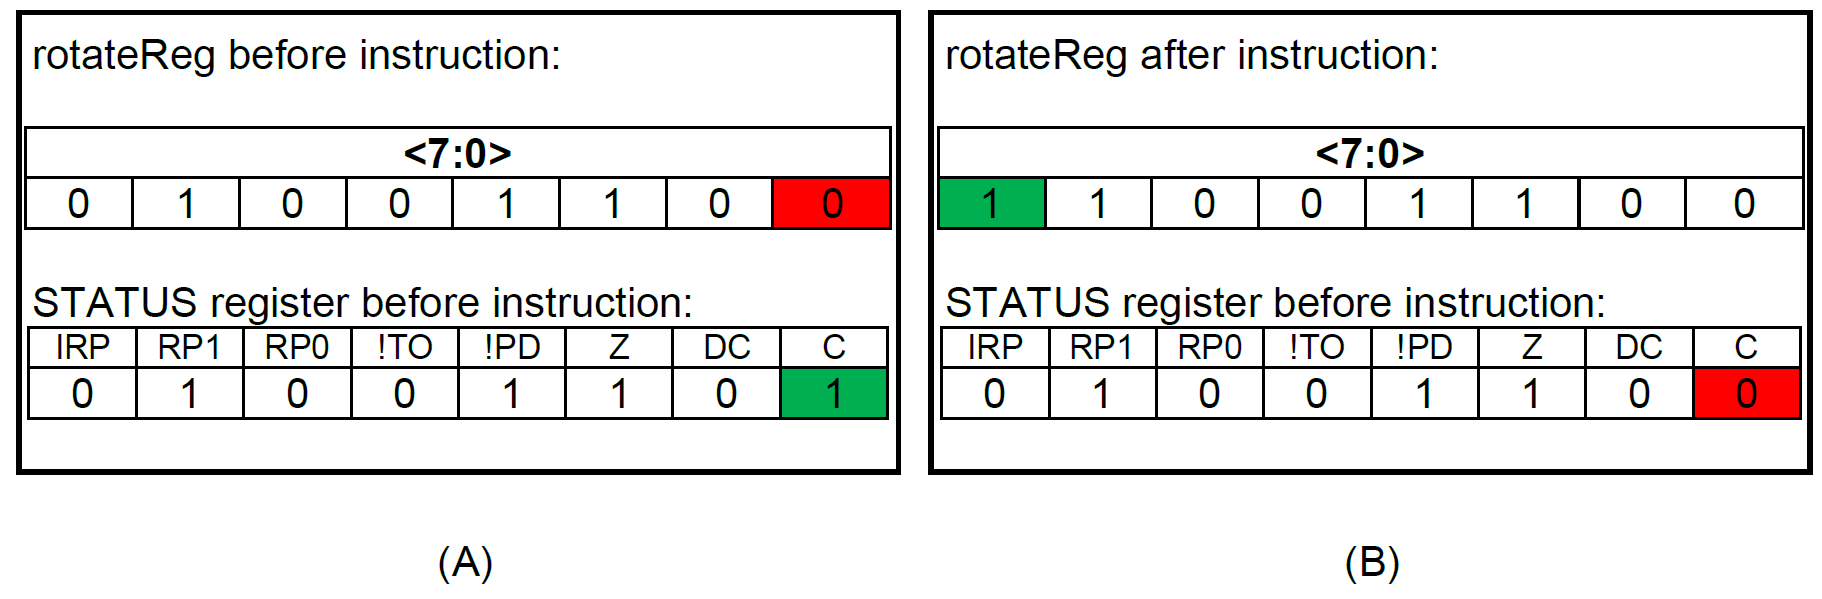 rotateReg before instruction:
<7:0>
0 1 0 0 1 1 0 0
STATUS register before instruction:
IRP RP1 RP0 !TO !PD Z DC C
0 1 0 0 1 1 0 1
(A)
rotateReg after instruction:
<7:0>
1 1 0 0 1 1 0 0
STATUS register before instruction:
IRP RP1 RP0 !TO !PD Z DC C
0 1 0 0 1 1 0 0
(B)